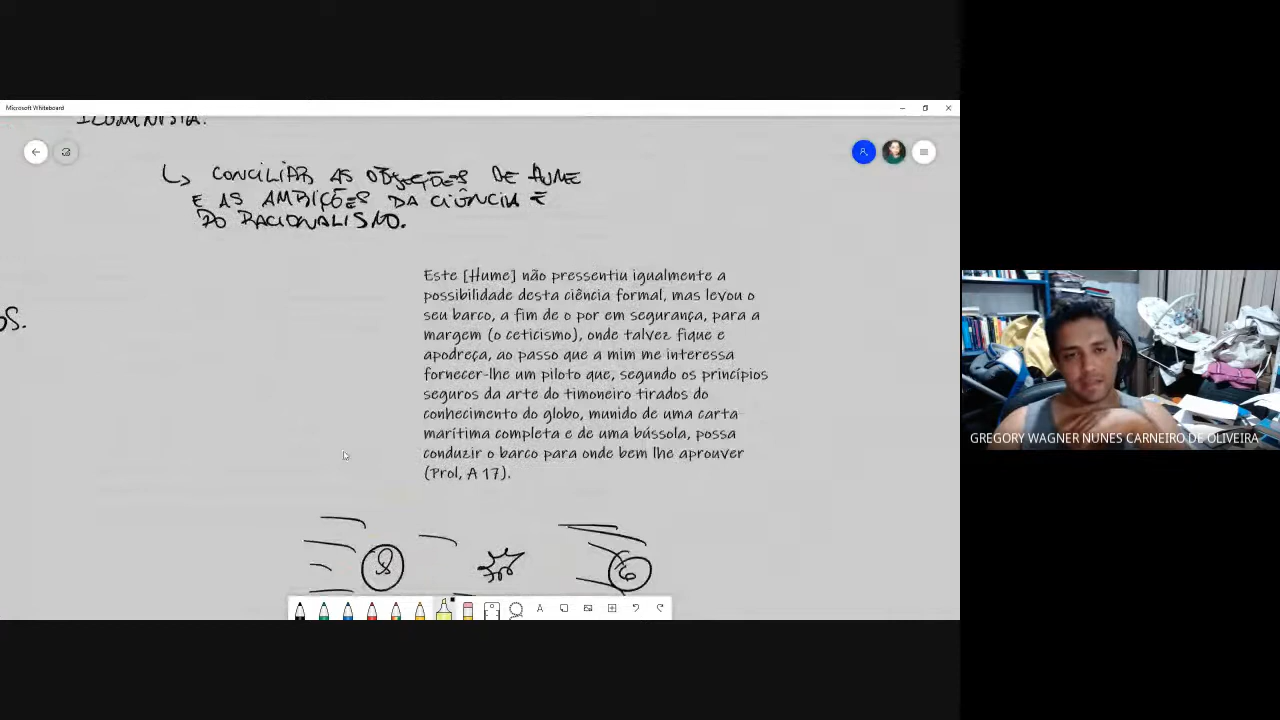 Microsoft Whiteboard
↳ CONCILIAR AS OBJEÇÕES DE HUME
E AS AMBIÇÕES DA CIÊNCIA E
DO RACIONALISMO.
OS.
Este [Hume] não pressentiu igualmente a
possibilidade desta ciência formal, mas levou o
seu barco, a fim de o por em segurança, para a
margem (o ceticismo), onde talvez fique e
apodreça, ao passo que a mim me interessa
fornecer-lhe um piloto que, segundo os princípios
seguros da arte do timoneiro tirados do
conhecimento do globo, munido de uma carta
marítima completa e de uma bússola, possa
conduzir o barco para onde bem lhe aprouver
(Prol, A 17).
8
6
GREGORY WAGNER NUNES CARNEIRO DE OLIVEIRA